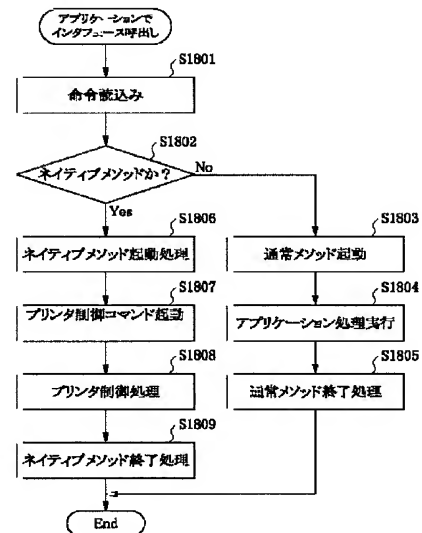 アプリケーションで
インタフェース呼出し
S1801
命令読込み
S1802
ネイティブメソッドか？
No
Yes
S1806
ネイティブメソッド起動処理
S1807
プリンタ制御コマンド起動
S1808
プリンタ制御処理
S1809
ネイティブメソッド終了処理
S1803
通常メソッド起動
S1804
アプリケーション処理実行
S1805
通常メソッド終了処理
End